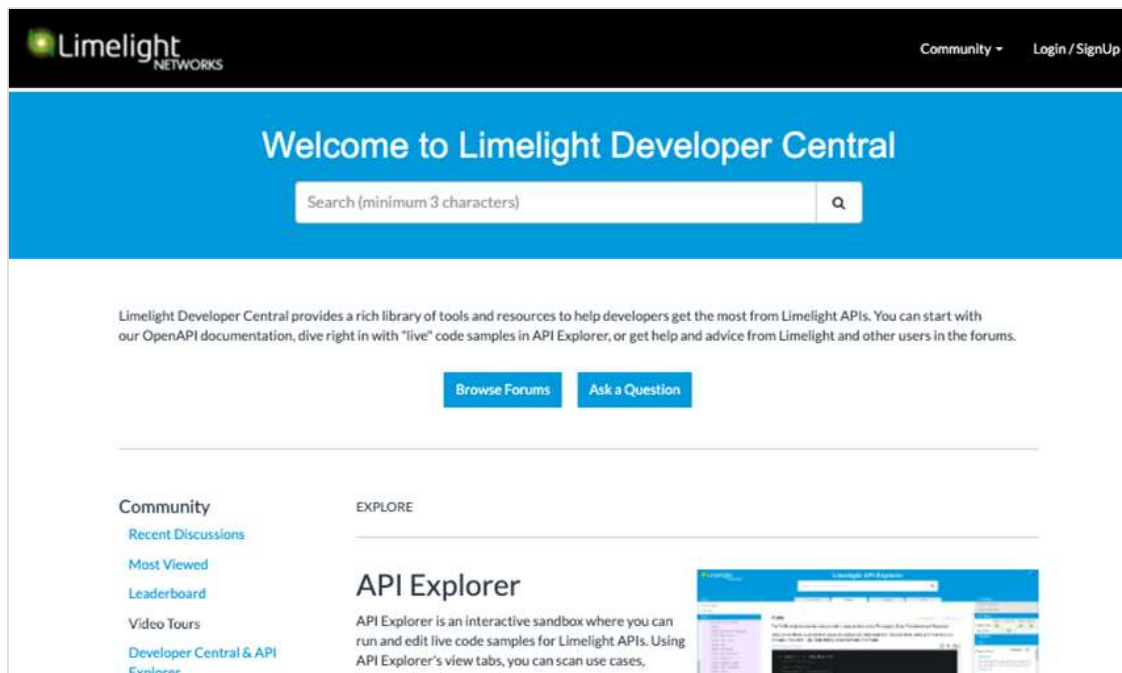 Limelight
NETWORKS
Community
Login / SignUp
Welcome to Limelight Developer Central
Search (minimum 3 characters)
Limelight Developer Central provides a rich library of tools and resources to help developers get the most from Limelight APIs. You can start with
our OpenAPI documentation, dive right in with "live" code samples in API Explorer, or get help and advice from Limelight and other users in the forums.
Browse Forums
Ask a Question
Community
Recent Discussions
Most Viewed
Leaderboard
Video Tours
Developer Central & API
Explorer
EXPLORE
API Explorer
API Explorer is an interactive sandbox where you can
run and edit live code samples for Limelight APIs. Using
API Explorer's view tabs, you can scan use cases,
Limelight API Explorer